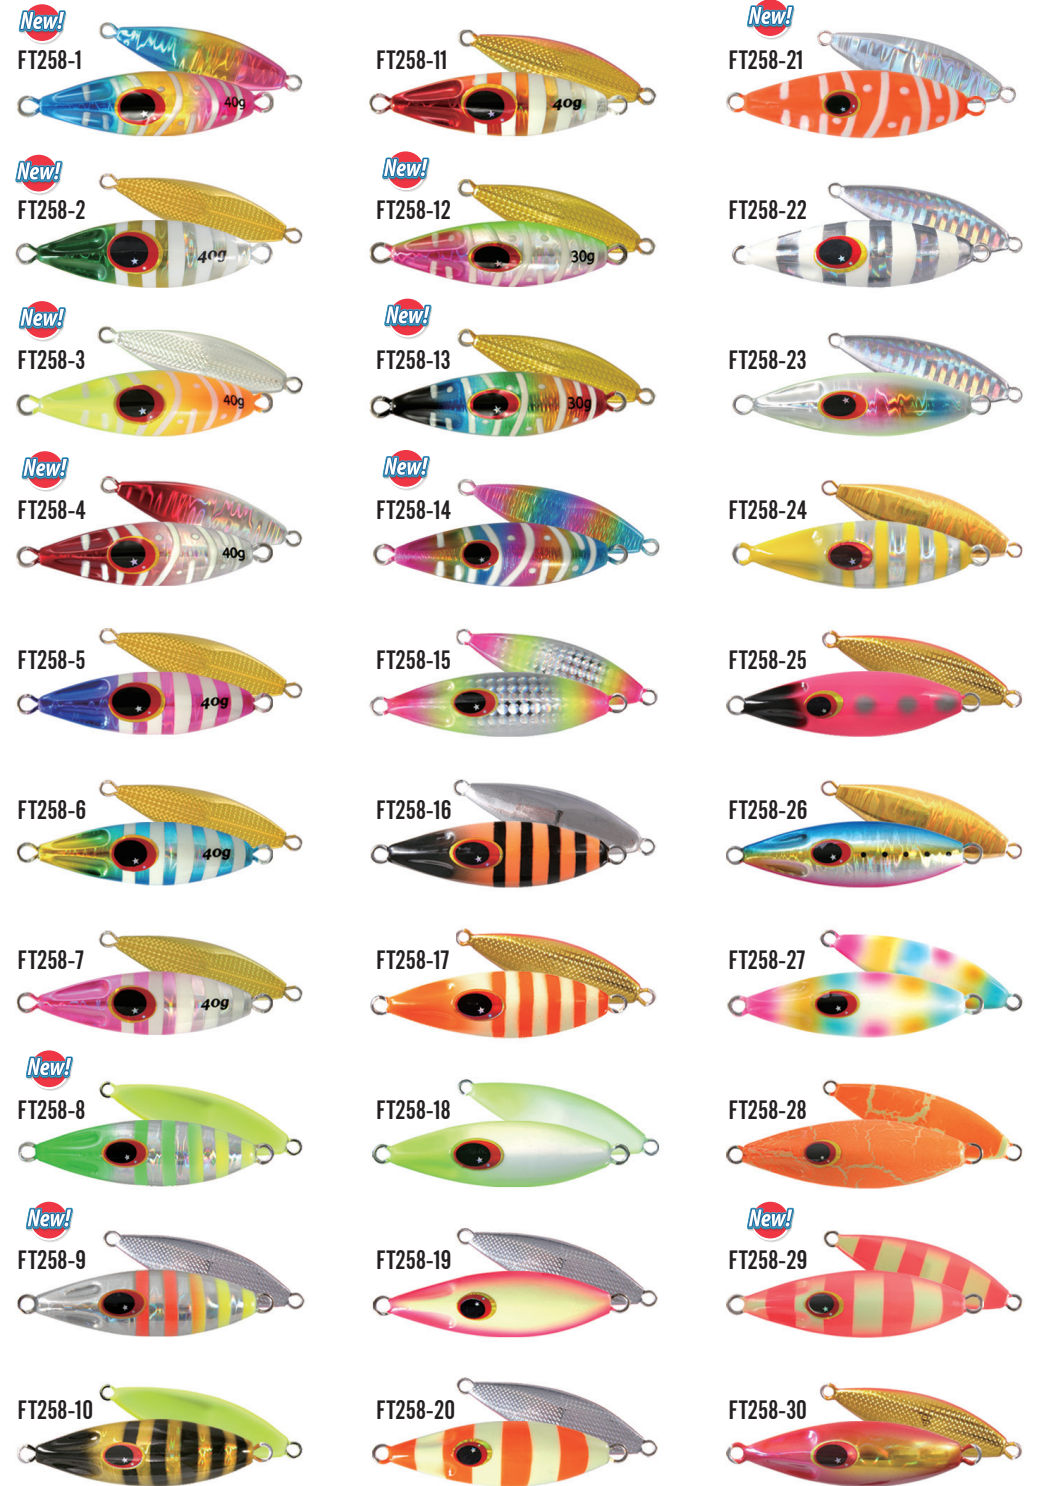 New!
FT258-1
40g
New!
FT258-2
40g
New!
FT258-3
40g
New!
FT258-4
40g
FT258-5
40g
FT258-6
40g
FT258-7
40g
New!
FT258-8
New!
FT258-9
FT258-10
FT258-11
40g
New!
FT258-12
30g
New!
FT258-13
30g
New!
FT258-14
FT258-15
FT258-16
FT258-17
FT258-18
FT258-19
FT258-20
New!
FT258-21
FT258-22
FT258-23
FT258-24
FT258-25
FT258-26
FT258-27
FT258-28
New!
FT258-29
FT258-30